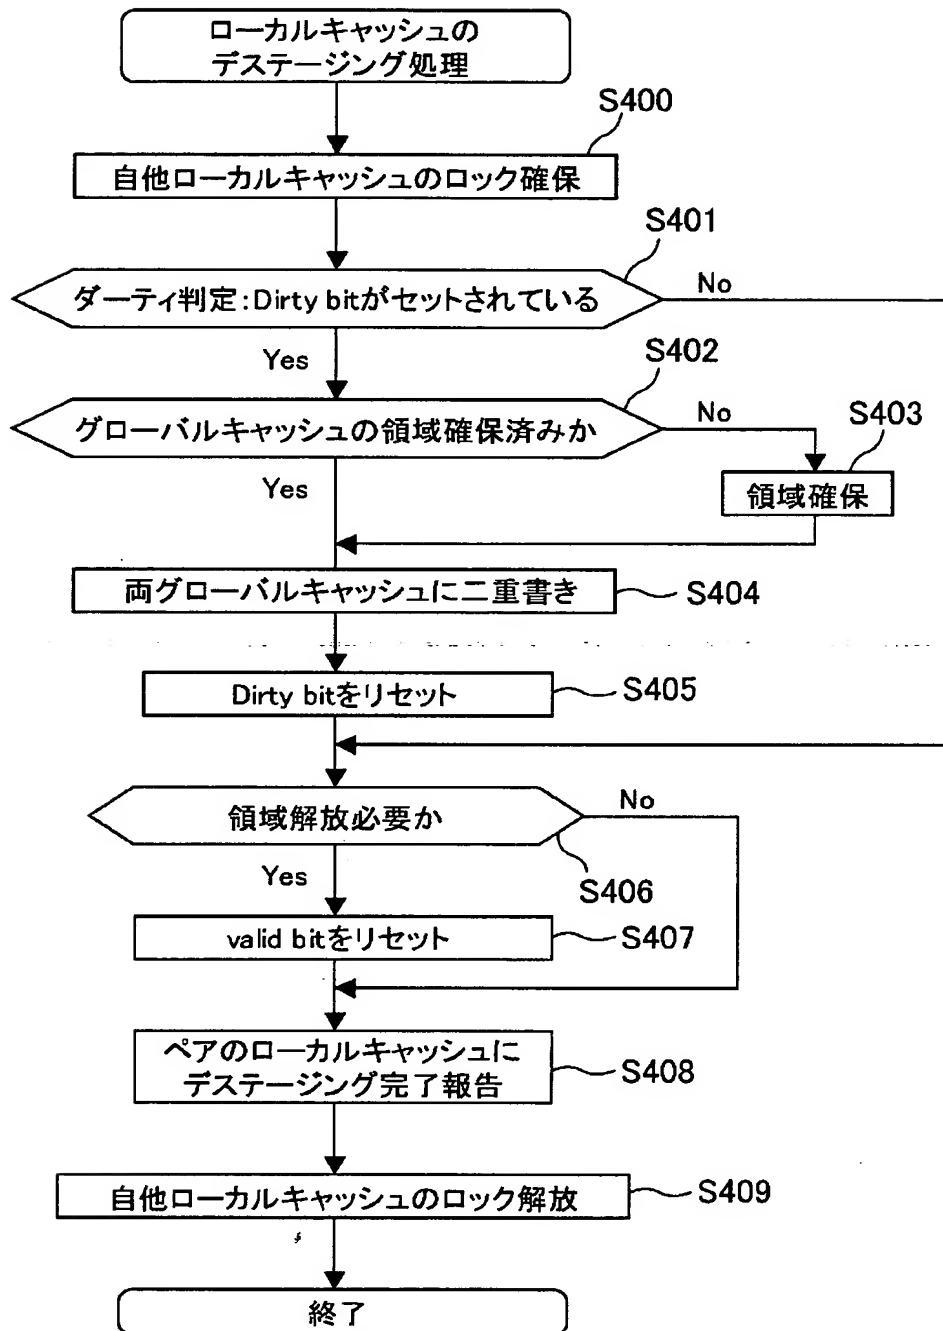 ローカルキャッシュの
デステージング処理
S400
自他ローカルキャッシュのロック確保
S401
ダーティ判定:Dirty bitがセットされている
No
Yes
S402
グローバルキャッシュの領域確保済みか
No
S403
Yes
領域確保
両グローバルキャッシュに二重書き
S404
Dirty bitをリセット
S405
領域解放必要か
No
Yes
S406
valid bitをリセット
S407
ペアのローカルキャッシュに
デステージング完了報告
S408
自他ローカルキャッシュのロック解放
S409
終了